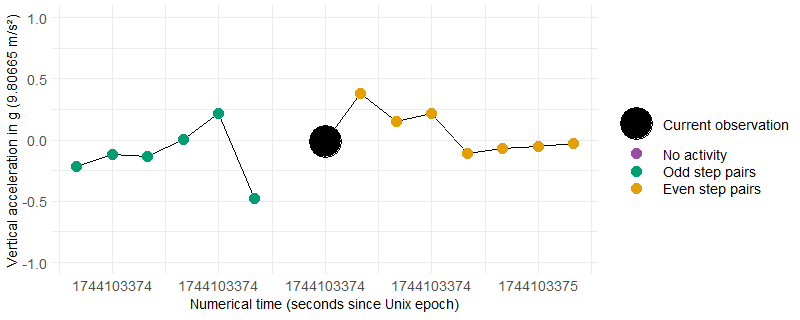 Vertical acceleration in g (9.80665 m/s²)
1.0
0.5
0.0
-0.5
-1.0
1744103374 1744103374 1744103374 1744103374 1744103375
Numerical time (seconds since Unix epoch)
Current observation
No activity
Odd step pairs
Even step pairs